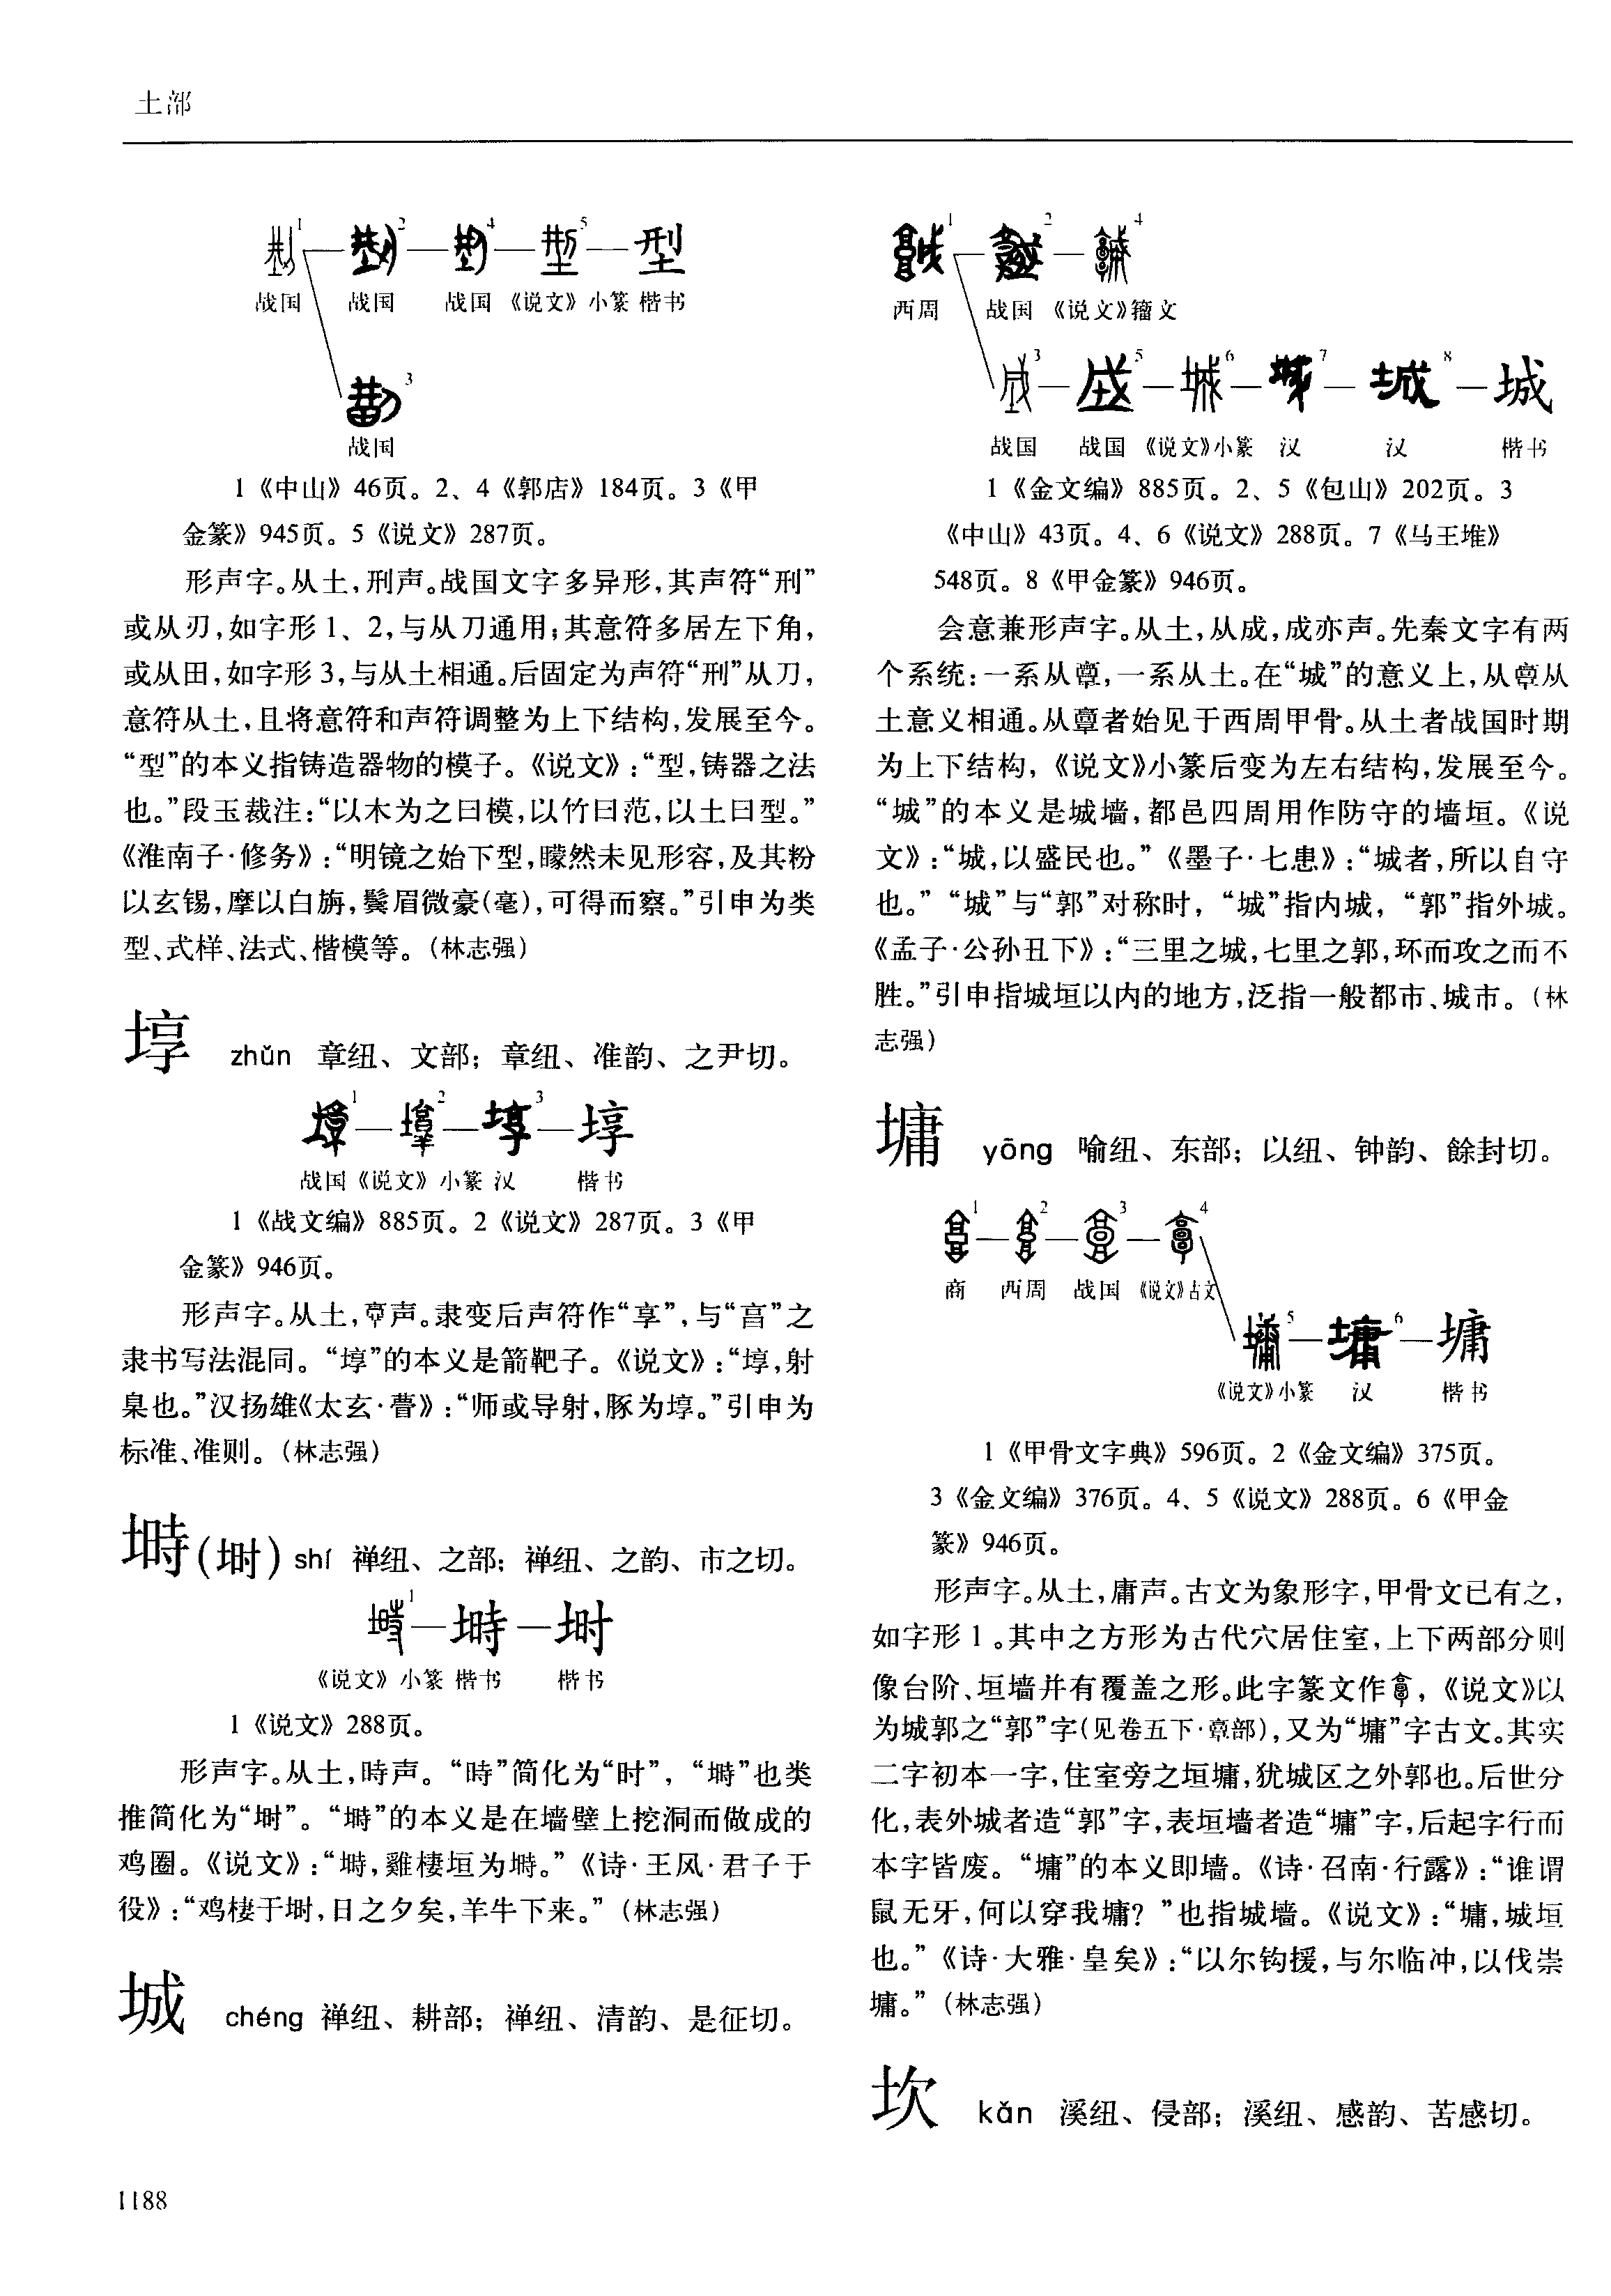 土部
1 2 4 5 型
战国 战国 战国 《说文》小篆 楷书
3
战国
1《中山》46页。2、4《郭店》184页。3《甲
金篆》945页。5《说文》287页。
形声字。从土,刑声。战国文字多异形,其声符“刑”
或从刃,如字形1、2,与从刀通用;其意符多居左下角,
或从田,如字形3,与从土相通。后固定为声符“刑”从刀,
意符从土,且将意符和声符调整为上下结构,发展至今。
“型”的本义指铸造器物的模子。《说文》:“型,铸器之法
也。”段玉裁注:“以木为之曰模,以竹曰范,以土曰型。”
《淮南子·修务》:“明镜之始下型,矇然未见形容,及其粉
以玄锡,摩以白旃,鬓眉微豪(毫),可得而察。”引申为类
型、式样、法式、楷模等。(林志强)
埻 zhǔn 章纽、文部;章纽、准韵、之尹切。
1 2 3 埻
战国《说文》小篆 汉 楷书
1《战文编》885页。2《说文》287页。3《甲
金篆》946页。
形声字。从土,声。隶变后声符作“享”,与“亯”之
隶书写法混同。“埻”的本义是箭靶子。《说文》:“埻,射
臬也。”汉扬雄《太玄·瞢》:“师或导射,豚为埻。”引申为
标准、准则。(林志强)
塒(埘) shí 禅纽、之部;禅纽、之韵、市之切。
1 塒 埘
《说文》小篆 楷书 楷书
1《说文》288页。
形声字。从土,時声。“時”简化为“时”,“塒”也类
推简化为“埘”。“塒”的本义是在墙壁上挖洞而做成的
鸡圈。《说文》:“塒,雞棲垣为塒。”《诗·王风·君子于
役》:“鸡棲于埘,日之夕矣,羊牛下来。”(林志强)
城 chéng 禅纽、耕部;禅纽、清韵、是征切。
1 2 4
西周 战国 《说文》籀文
3 5 6 7 8 城
战国 战国 《说文》小篆 汉 汉 楷书
1《金文编》885页。2、5《包山》202页。3
《中山》43页。4、6《说文》288页。7《马王堆》
548页。8《甲金篆》946页。
会意兼形声字。从土,从成,成亦声。先秦文字有两
个系统:一系从,一系从土。在“城”的意义上,从从
土意义相通。从者始见于西周甲骨。从土者战国时期
为上下结构,《说文》小篆后变为左右结构,发展至今。
“城”的本义是城墙,都邑四周用作防守的墙垣。《说
文》:“城,以盛民也。”《墨子·七患》:“城者,所以自守
也。”“城”与“郭”对称时,“城”指内城,“郭”指外城。
《孟子·公孙丑下》:“三里之城,七里之郭,环而攻之而不
胜。”引申指城垣以内的地方,泛指一般都市、城市。(林
志强)
墉 yōng 喻纽、东部;以纽、钟韵、餘封切。
1 2 3 4
商 西周 战国 《说文》古文
5 6 墉
《说文》小篆 汉 楷书
1《甲骨文字典》596页。2《金文编》375页。
3《金文编》376页。4、5《说文》288页。6《甲金
篆》946页。
形声字。从土,庸声。古文为象形字,甲骨文已有之,
如字形1。其中之方形为古代穴居住室,上下两部分则
像台阶、垣墙并有覆盖之形。此字篆文作,《说文》以
为城郭之“郭”字(见卷五下·部),又为“墉”字古文。其实
二字初本一字,住室旁之垣墉,犹城区之外郭也。后世分
化,表外城者造“郭”字,表垣墙者造“墉”字,后起字行而
本字皆废。“墉”的本义即墙。《诗·召南·行露》:“谁谓
鼠无牙,何以穿我墉?”也指城墙。《说文》:“墉,城垣
也。”《诗·大雅·皇矣》:“以尔钩援,与尔临冲,以伐崇
墉。”(林志强)
坎 kǎn 溪纽、侵部;溪纽、感韵、苦感切。
1188